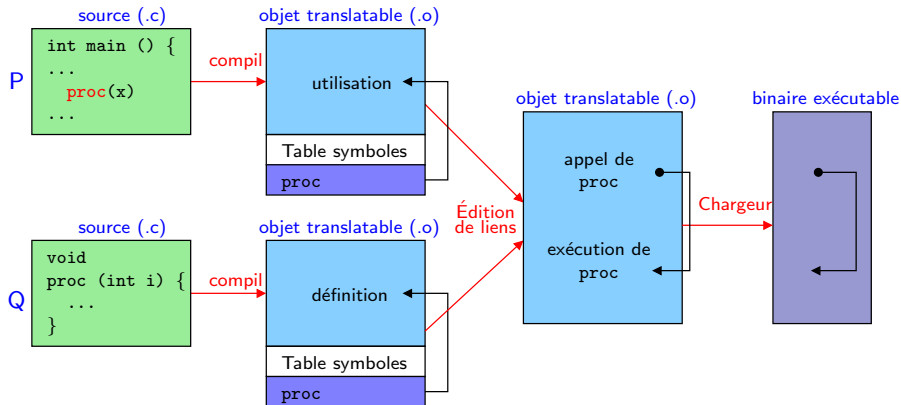 source (.c)
objet translatable (.o)
P
int main () {
...
proc(x)
...
compil
utilisation
Table symboles
proc
objet translatable (.o)
binaire exécutable
appel de
proc
exécution de
proc
Édition
de liens
Chargeur
source (.c)
objet translatable (.o)
Q
void
proc (int i) {
...
}
compil
définition
Table symboles
proc